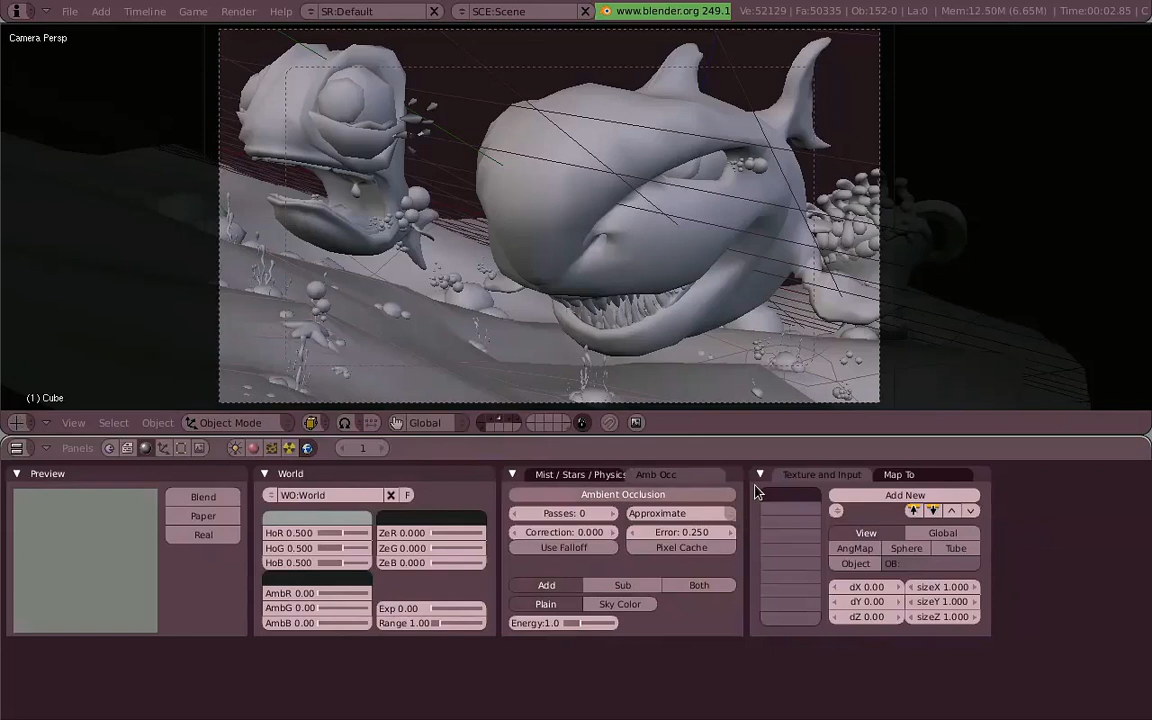 File Add Timeline Game Render Help SR:Default SCE:Scene www.blender.org 249.1 Ve:52129 Fa:50335 Ob:152-0 La:0 Mem:12.50M (6.65M) Time:00:02.85 C
Camera Persp
(1) Cube
View Select Object Object Mode Global
Panels 1
Preview World Mist / Stars / Physics Amb Occ Texture and Input Map To
Blend WO:World F Ambient Occlusion Add New
Paper Passes: 0 Approximate
Real HoR 0.500 ZeR 0.000 Correction: 0.000 Error: 0.250 View Global
HoG 0.500 ZeG 0.000 Use Falloff Pixel Cache AngMap Sphere Tube
HoB 0.500 ZeB 0.000 Object OB:
AmbR 0.00 Add Sub Both dX 0.00 sizeX 1.000
AmbG 0.00 Exp 0.00 Plain Sky Color dY 0.00 sizeY 1.000
AmbB 0.00 Range 1.00 Energy:1.0 dZ 0.00 sizeZ 1.000